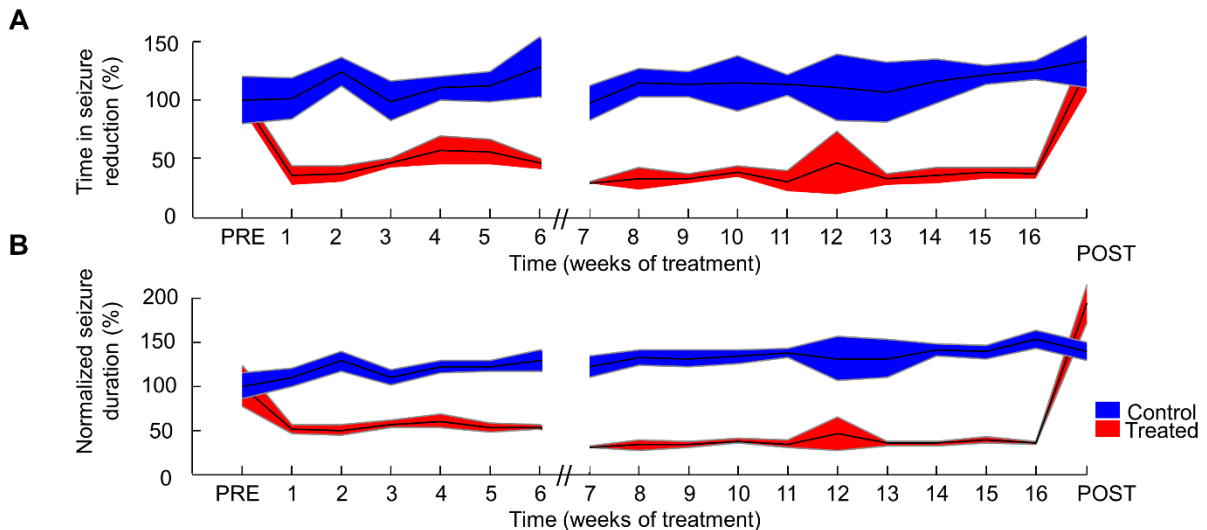 A
Time in seizure
reduction (%)
150
100
50
0
PRE 1 2 3 4 5 6 // 7 8 9 10 11 12 13 14 15 16 POST
Time (weeks of treatment)
B
Normalized seizure
duration (%)
200
150
100
50
0
PRE 1 2 3 4 5 6 // 7 8 9 10 11 12 13 14 15 16 POST
Time (weeks of treatment)
Control
Treated